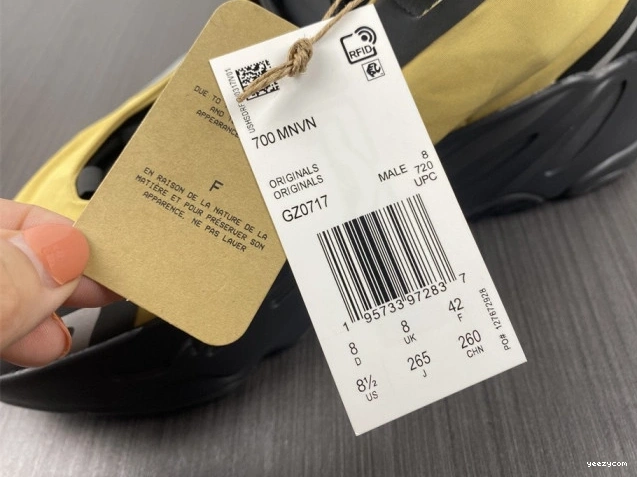 DUE TO
AND
APPEARANCE
F
EN RAISON DE LA NATURE DE LA
MATIÈRE ET POUR PRÉSERVER SON
APPARENCE, NE PAS LAVER
RFID
700 MNVN
ORIGINALS
ORIGINALS
GZ0717
MALE
8
720
UPC
1 95733 97283 7
8
D
8
UK
42
F
8½
US
265
J
260
CHN
PO# 127672928
yeezycom